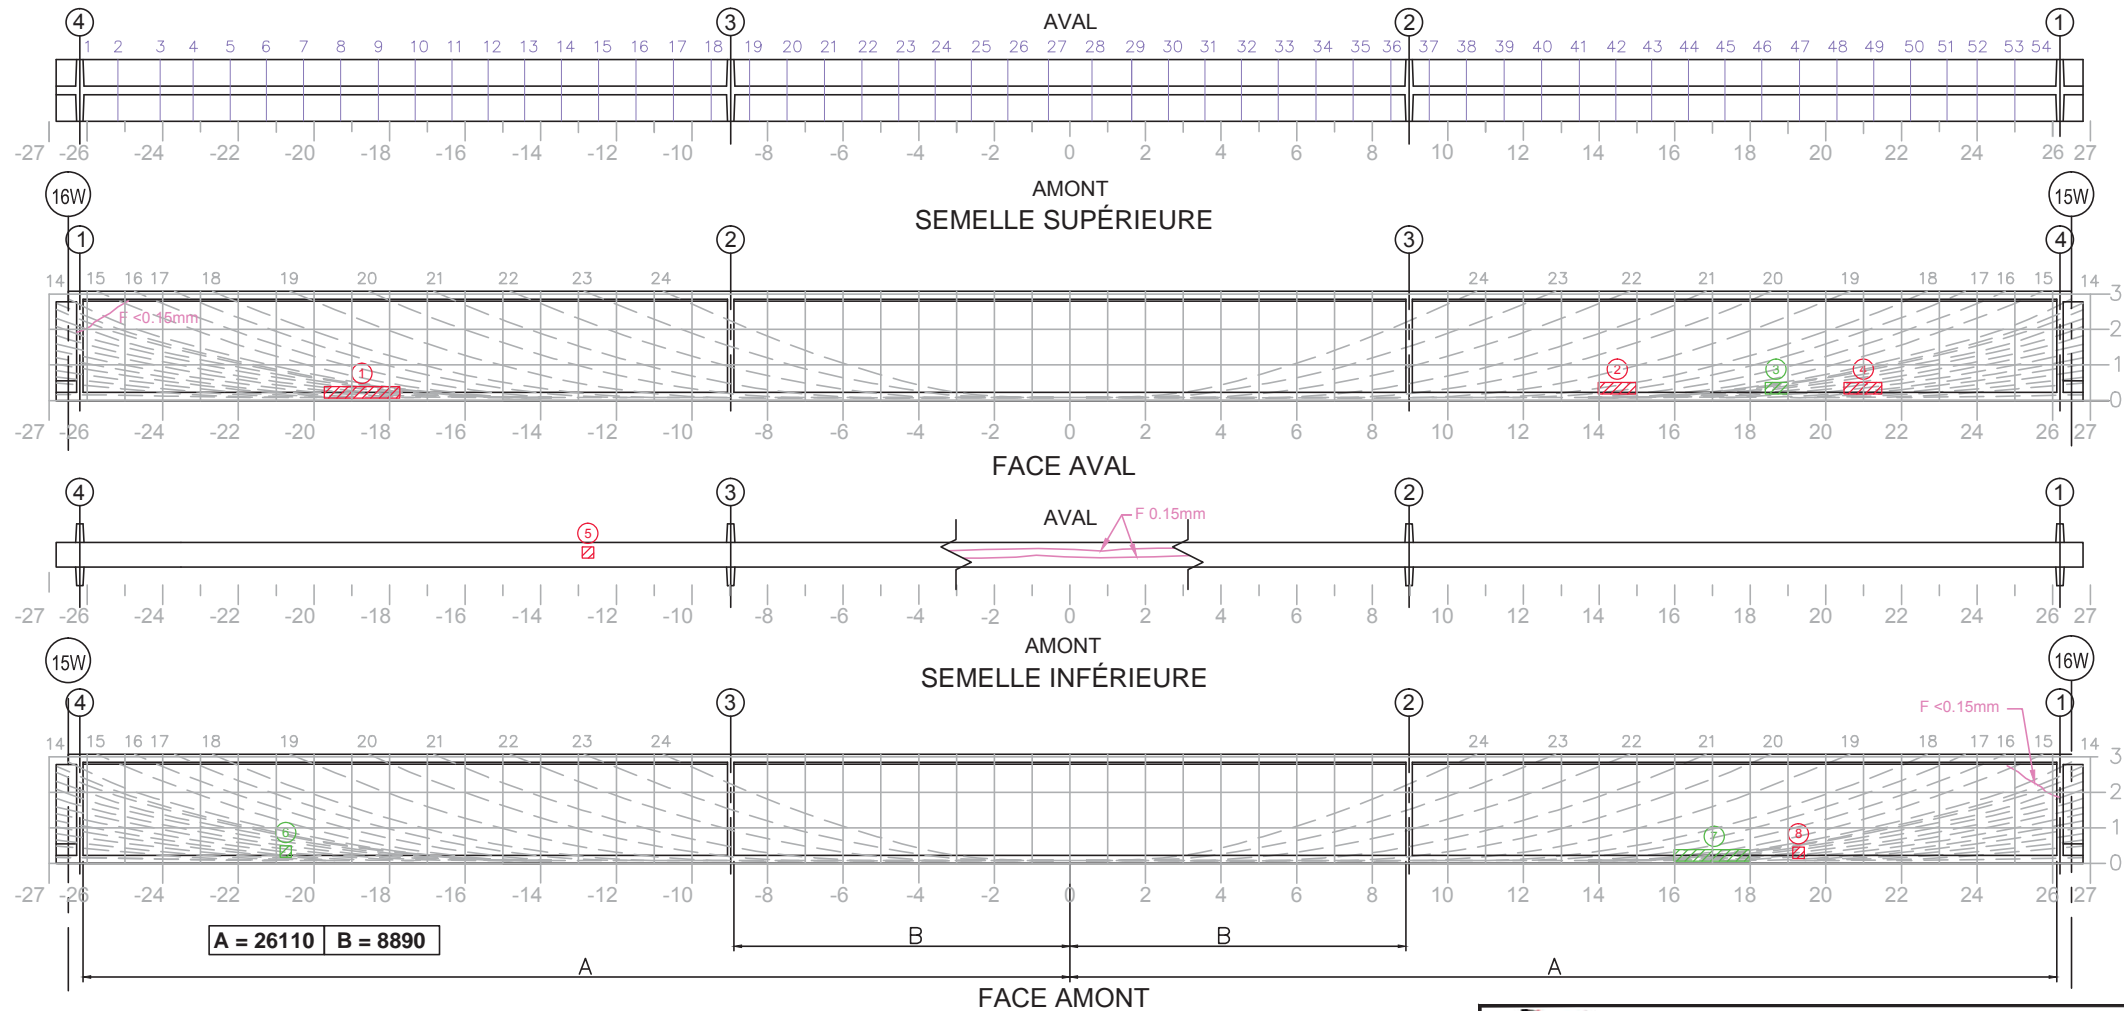 4 3 AVAL 2 1
1 2 3 4 5 6 7 8 9 10 11 12 13 14 15 16 17 18 19 20 21 22 23 24 25 26 27 28 29 30 31 32 33 34 35 36 37 38 39 40 41 42 43 44 45 46 47 48 49 50 51 52 53 54
-27 -26 -24 -22 -20 -18 -16 -14 -12 -10 -8 -6 -4 -2 0 2 4 6 8 10 12 14 16 18 20 22 24 26 27
16W AMONT 15W
SEMELLE SUPÉRIEURE
1 2 3 4
14 15 16 17 18 19 20 21 22 23 24 24 23 22 21 20 19 18 17 16 15 14
3
F <0.15mm
2
1 2 3 4 1
0
-27 -26 -24 -22 -20 -18 -16 -14 -12 -10 -8 -6 -4 -2 0 2 4 6 8 10 12 14 16 18 20 22 24 26 27
FACE AVAL
4 3 2 1
AVAL F 0.15mm
5
-27 -26 -24 -22 -20 -18 -16 -14 -12 -10 -8 -6 -4 -2 0 2 4 6 8 10 12 14 16 18 20 22 24 26 27
AMONT
15W 16W
SEMELLE INFÉRIEURE
4 3 2 1
F <0.15mm
14 15 16 17 18 19 20 21 22 23 24 24 23 22 21 20 19 18 17 16 15 14
3
2
6 7 8 1
0
-27 -26 -24 -22 -20 -18 -16 -14 -12 -10 -8 -6 -4 -2 0 2 4 6 8 10 12 14 16 18 20 22 24 26 27
A = 26110 B = 8890
B B
A A
FACE AMONT